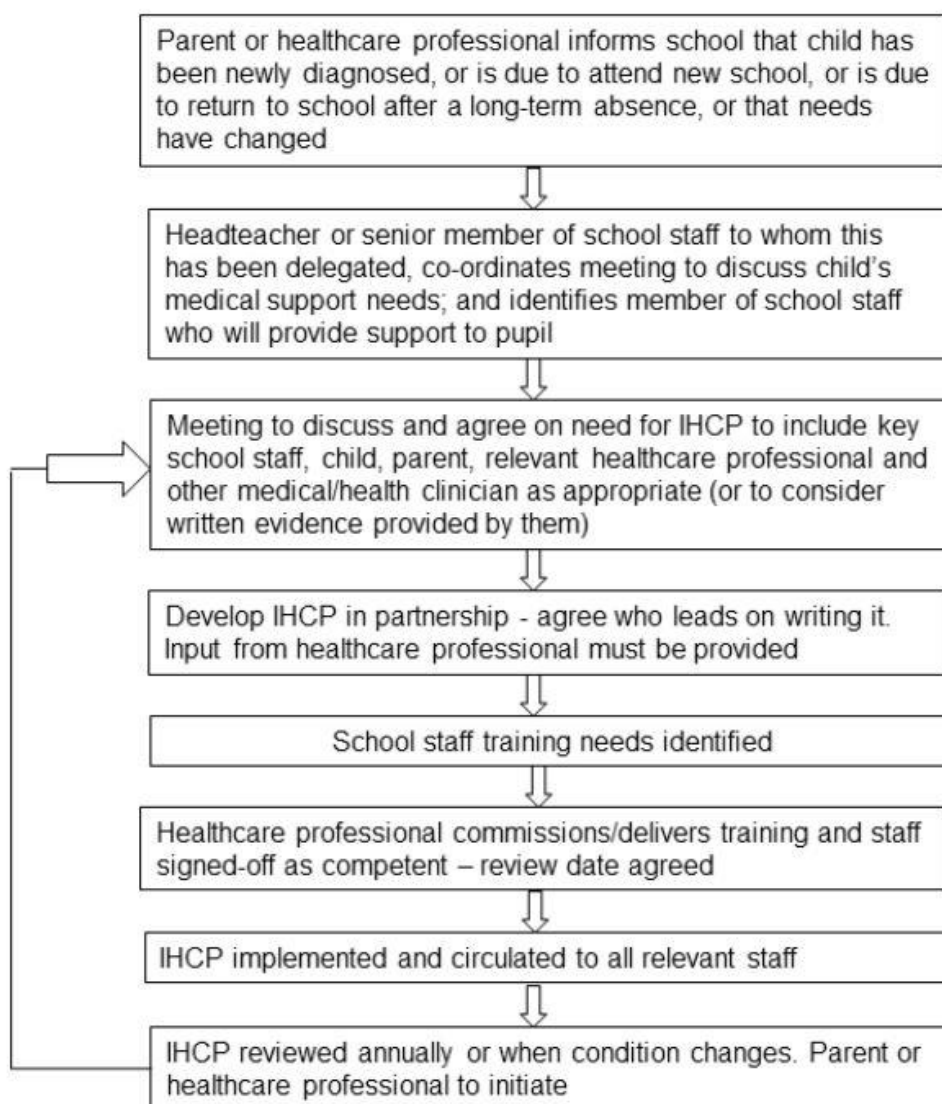 Parent or healthcare professional informs school that child has
been newly diagnosed, or is due to attend new school, or is due
to return to school after a long-term absence, or that needs
have changed
Headteacher or senior member of school staff to whom this
has been delegated, co-ordinates meeting to discuss child's
medical support needs; and identifies member of school staff
who will provide support to pupil
Meeting to discuss and agree on need for IHCP to include key
school staff, child, parent, relevant healthcare professional and
other medical/health clinician as appropriate (or to consider
written evidence provided by them)
Develop IHCP in partnership - agree who leads on writing it.
Input from healthcare professional must be provided
School staff training needs identified
Healthcare professional commissions/delivers training and staff
signed-off as competent – review date agreed
IHCP implemented and circulated to all relevant staff
IHCP reviewed annually or when condition changes. Parent or
healthcare professional to initiate